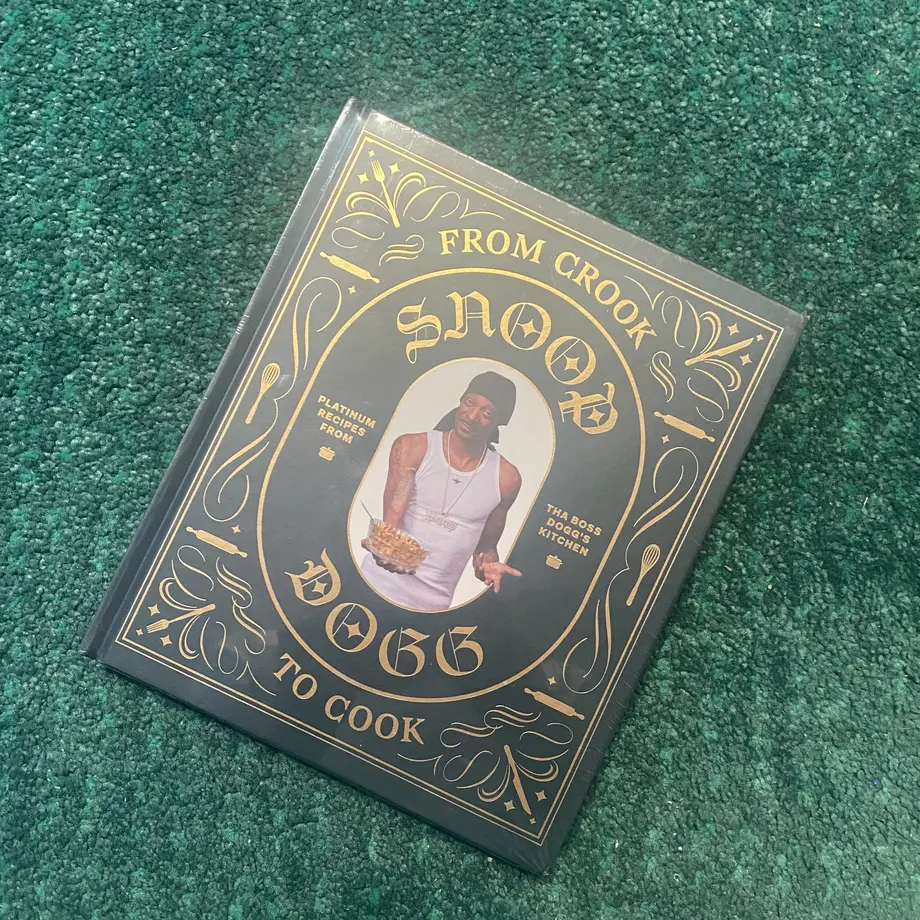 FROM CROOK
SNOOP
PLATINUM
RECIPES
FROM
THA BOSS
DOGG'S
KITCHEN
DOGG
TO COOK